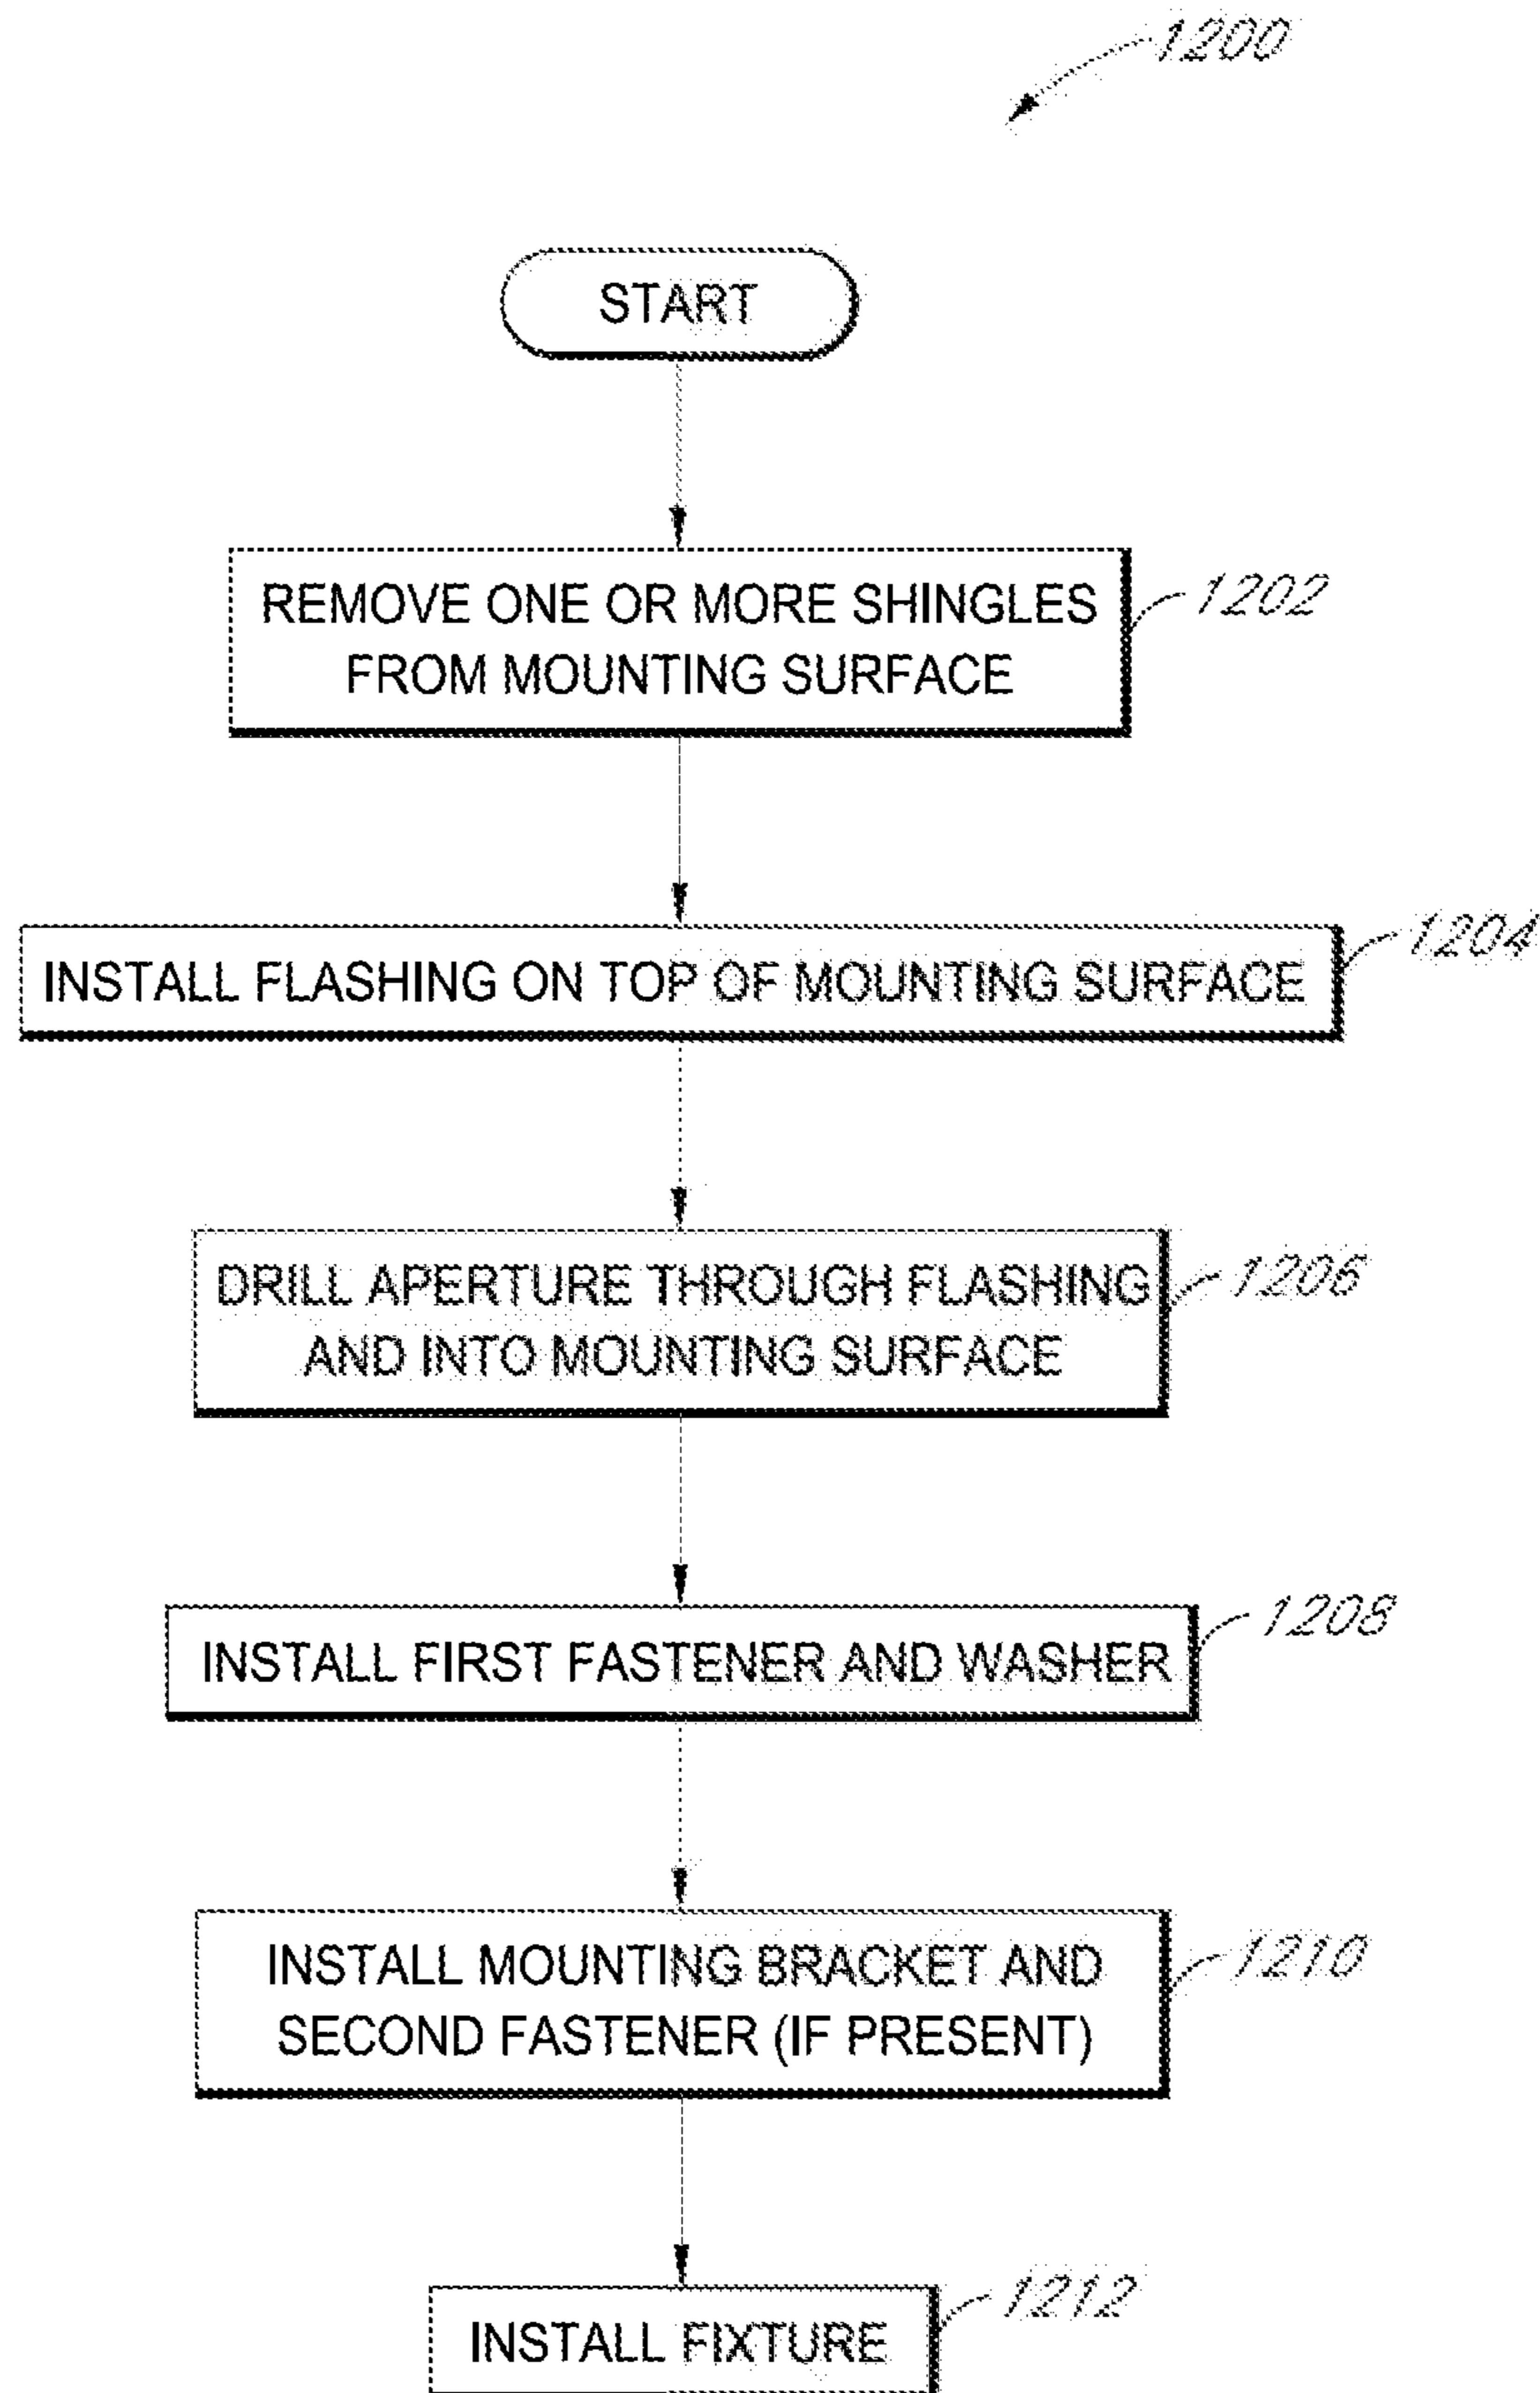 1200
START
REMOVE ONE OR MORE SHINGLES
FROM MOUNTING SURFACE
1202
INSTALL FLASHING ON TOP OF MOUNTING SURFACE
1204
DRILL APERTURE THROUGH FLASHING
AND INTO MOUNTING SURFACE
1206
INSTALL FIRST FASTENER AND WASHER
1208
INSTALL MOUNTING BRACKET AND
SECOND FASTENER (IF PRESENT)
1210
INSTALL FIXTURE
1212